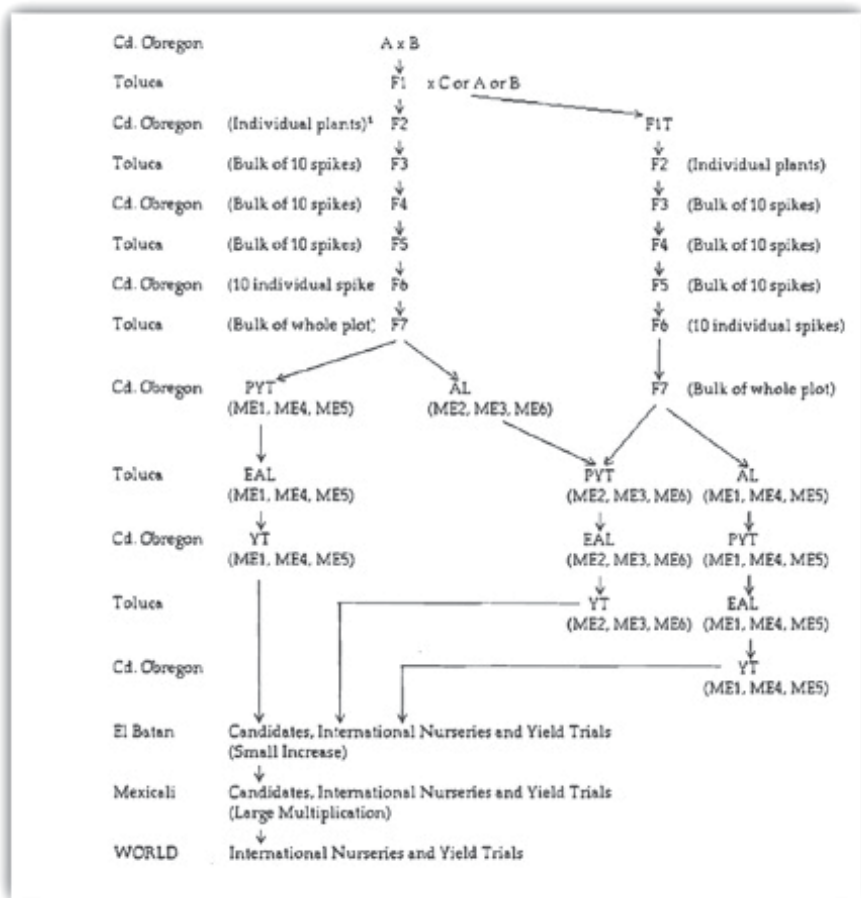 Cd. Obregon A x B
Toluca F1 x C or A or B
Cd. Obregon (Individual plants)¹ F2 F1T
Toluca (Bulk of 10 spikes) F3 F2 (Individual plants)
Cd. Obregon (Bulk of 10 spikes) F4 F3 (Bulk of 10 spikes)
Toluca (Bulk of 10 spikes) F5 F4 (Bulk of 10 spikes)
Cd. Obregon (10 individual spike F6 F5 (Bulk of 10 spikes)
Toluca (Bulk of whole plot) F7 F6 (10 individual spikes)
Cd. Obregon PYT AL F7 (Bulk of whole plot)
(ME1, ME4, ME5) (ME2, ME3, ME6)
Toluca EAL PYT AL
(ME1, ME4, ME5) (ME2, ME3, ME6) (ME1, ME4, ME5)
Cd. Obregon YT EAL PYT
(ME1, ME4, ME5) (ME2, ME3, ME6) (ME1, ME4, ME5)
Toluca YT EAL
(ME2, ME3, ME6) (ME1, ME4, ME5)
Cd. Obregon YT
(ME1, ME4, ME5)
El Batan Candidates, International Nurseries and Yield Trials
(Small Increase)
Mexicali Candidates, International Nurseries and Yield Trials
(Large Multiplication)
WORLD International Nurseries and Yield Trials